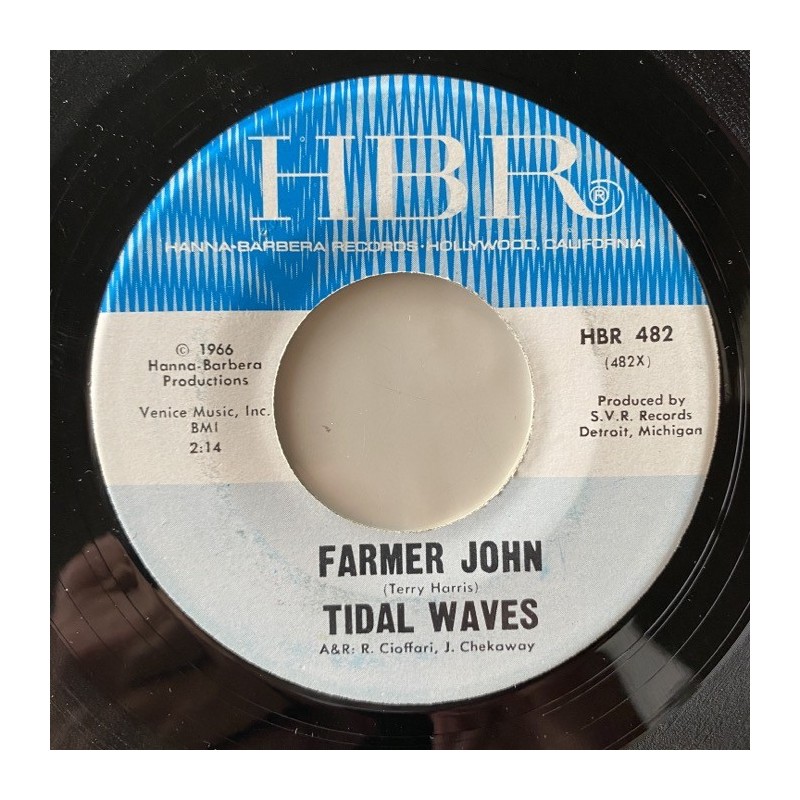 HBR®
HANNA-BARBERA RECORDS · HOLLYWOOD, CALIFORNIA
© 1966
Hanna-Barbera
Productions
Venice Music, Inc.
BMI
2:14
HBR 482
(482X)
Produced by
S.V.R. Records
Detroit, Michigan
FARMER JOHN
(Terry Harris)
TIDAL WAVES
A&R: R. Cioffari, J. Chekaway